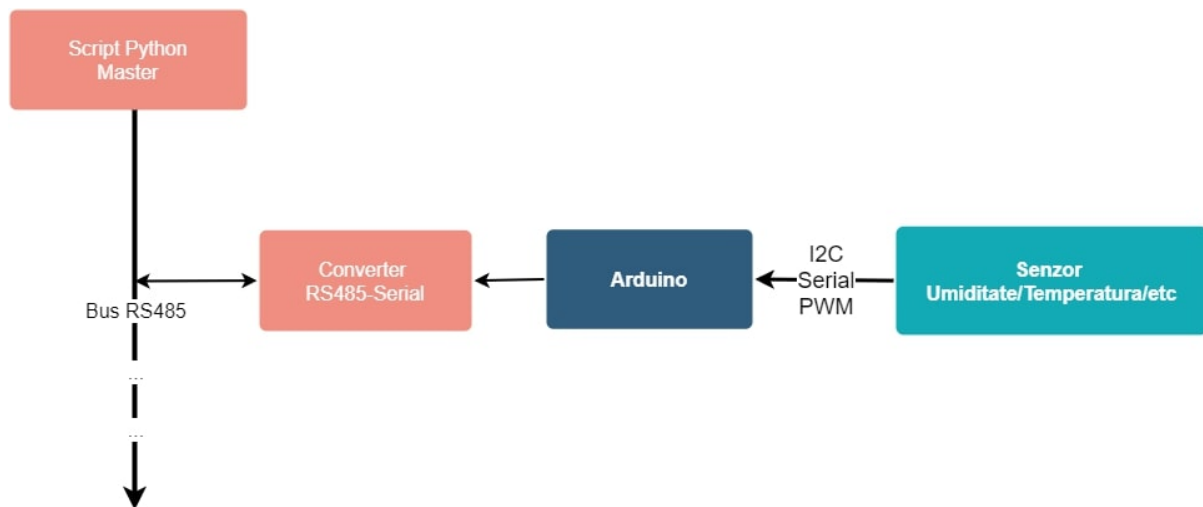 Script Python
Master
Bus RS485
...
...
Converter
RS485-Serial
Arduino
I2C
Serial
PWM
Senzor
Umiditate/Temperatura/etc